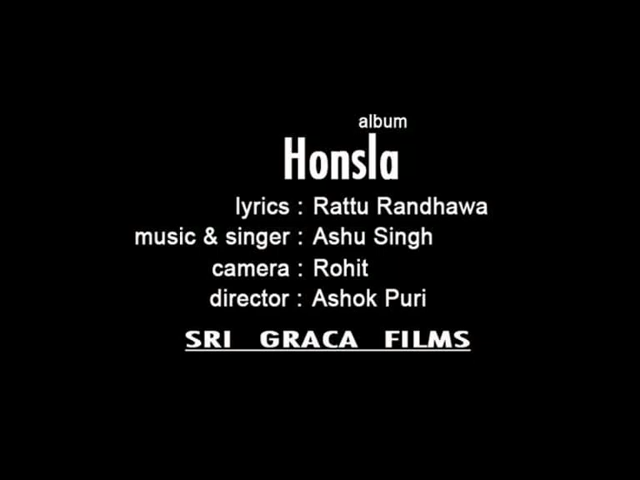 album
Honsla
lyrics : Rattu Randhawa
music & singer : Ashu Singh
camera : Rohit
director : Ashok Puri
SRI GRACA FILMS